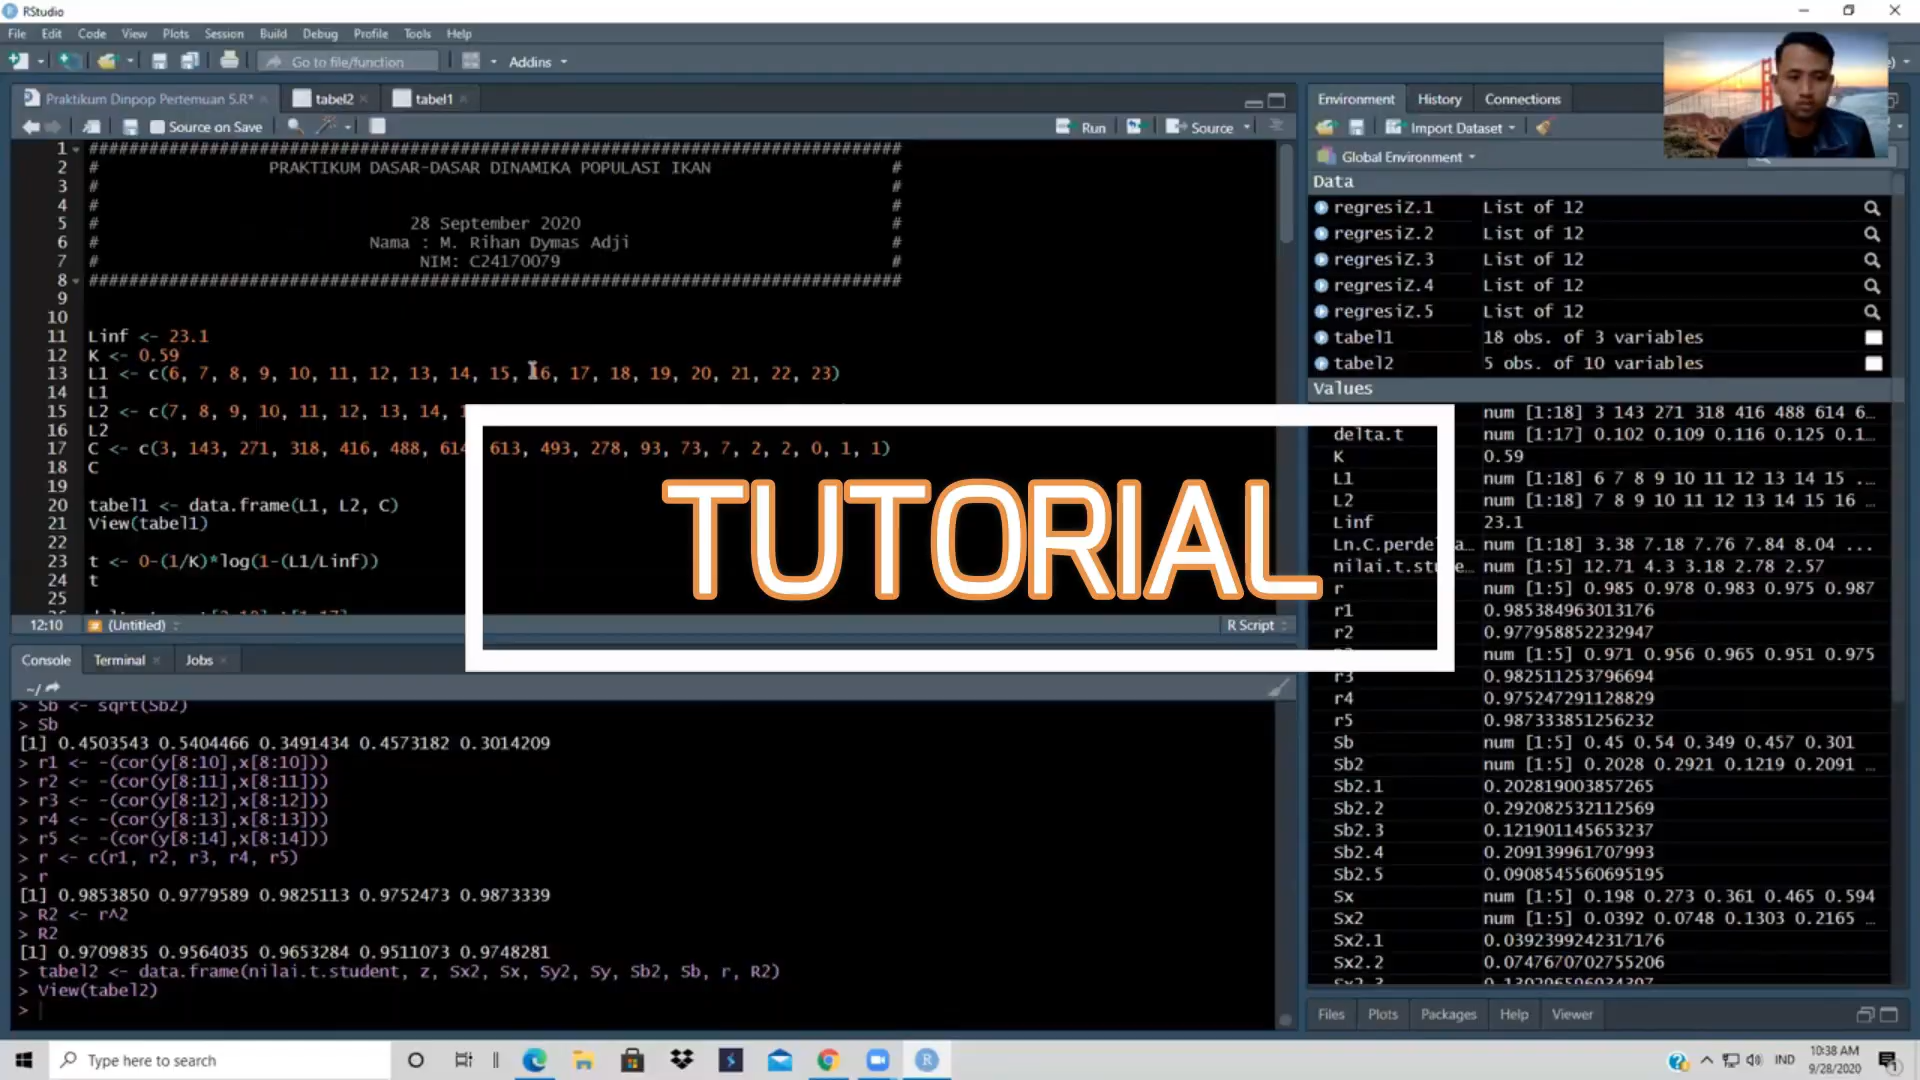 RStudio
File Edit Code View Plots Session Build Debug Profile Tools Help
Go to file/function Addins
Praktikum Dinpop Pertemuan 5.R* tabel2 tabel1
Source on Save Run Source
1 ################################################################################
2 # PRAKTIKUM DASAR-DASAR DINAMIKA POPULASI IKAN #
3 # #
4 # #
5 # 28 September 2020 #
6 # Nama : M. Rihan Dymas Adji #
7 # NIM: C24170079 #
8 ################################################################################
9
10
11 Linf <- 23.1
12 K <- 0.59
13 L1 <- c(6, 7, 8, 9, 10, 11, 12, 13, 14, 15, 16, 17, 18, 19, 20, 21, 22, 23)
14 L1
15 L2 <- c(7, 8, 9, 10, 11, 12, 13, 14,
16 L2
17 C <- c(3, 143, 271, 318, 416, 488, 614, 613, 493, 278, 93, 73, 7, 2, 2, 0, 1, 1)
18 C
19
20 tabel1 <- data.frame(L1, L2, C)
21 View(tabel1)
22
23 t <- 0-(1/K)*log(1-(L1/Linf))
24 t
25
12:10 (Untitled) R Script
TUTORIAL
Console Terminal Jobs
~/
> Sb <- sqrt(Sb2)
> Sb
[1] 0.4503543 0.5404466 0.3491434 0.4573182 0.3014209
> r1 <- -(cor(y[8:10],x[8:10]))
> r2 <- -(cor(y[8:11],x[8:11]))
> r3 <- -(cor(y[8:12],x[8:12]))
> r4 <- -(cor(y[8:13],x[8:13]))
> r5 <- -(cor(y[8:14],x[8:14]))
> r <- c(r1, r2, r3, r4, r5)
> r
[1] 0.9853850 0.9779589 0.9825113 0.9752473 0.9873339
> R2 <- r^2
> R2
[1] 0.9709835 0.9564035 0.9653284 0.9511073 0.9748281
> tabel2 <- data.frame(nilai.t.student, z, Sx2, Sx, Sy2, Sy, Sb2, Sb, r, R2)
> View(tabel2)
>
Environment History Connections
Import Dataset
Global Environment
Data
regresiZ.1 List of 12
regresiZ.2 List of 12
regresiZ.3 List of 12
regresiZ.4 List of 12
regresiZ.5 List of 12
tabel1 18 obs. of 3 variables
tabel2 5 obs. of 10 variables
Values
num [1:18] 3 143 271 318 416 488 614 6...
delta.t num [1:17] 0.102 0.109 0.116 0.125 0.1...
K 0.59
L1 num [1:18] 6 7 8 9 10 11 12 13 14 15 ...
L2 num [1:18] 7 8 9 10 11 12 13 14 15 16 ...
Linf 23.1
Ln.C.perde a... num [1:18] 3.38 7.18 7.76 7.84 8.04 ...
nilai.t.stu e... num [1:5] 12.71 4.3 3.18 2.78 2.57
r num [1:5] 0.985 0.978 0.983 0.975 0.987
r1 0.985384963013176
r2 0.977958852232947
num [1:5] 0.971 0.956 0.965 0.951 0.975
r3 0.982511253796694
r4 0.975247291128829
r5 0.987333851256232
Sb num [1:5] 0.45 0.54 0.349 0.457 0.301
Sb2 num [1:5] 0.2028 0.2921 0.1219 0.2091 ...
Sb2.1 0.202819003857265
Sb2.2 0.292082532112569
Sb2.3 0.121901145653237
Sb2.4 0.209139961707993
Sb2.5 0.0908545560695195
Sx num [1:5] 0.198 0.273 0.361 0.465 0.594
Sx2 num [1:5] 0.0392 0.0748 0.1303 0.2165 ...
Sx2.1 0.0392399242317176
Sx2.2 0.0747670702755206
Files Plots Packages Help Viewer
Type here to search IND 10:38 AM
9/28/2020